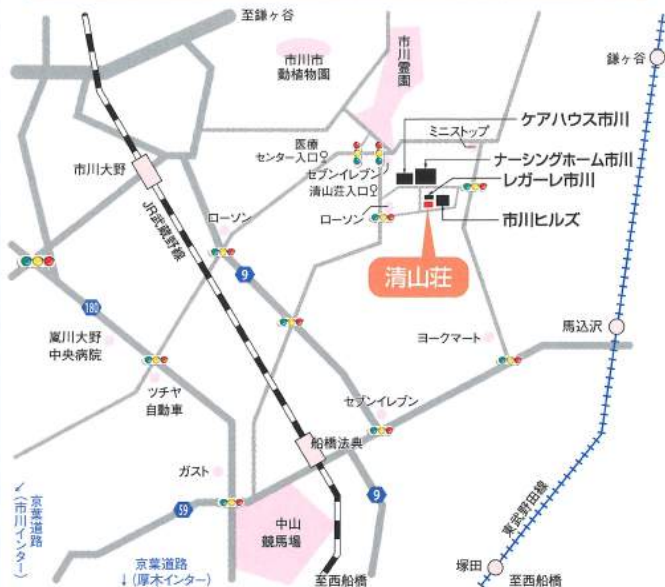 至鎌ヶ谷
市川市
動植物園
市川霊園
鎌ヶ谷
ケアハウス市川
ミニストップ
医療
センター入口
ナーシングホーム市川
セブンイレブン
清山荘入口
レガーレ市川
市川大野
JR武蔵野線
ローソン
ローソン
市川ヒルズ
清山荘
9
180
嵐川大野
中央病院
ヨークマート
馬込沢
ツチヤ
自動車
セブンイレブン
船橋法典
ガスト
東武野田線
京葉道路
↙(市川インター)
59
9
中山
競馬場
京葉道路
↓(厚木インター)
至西船橋
塚田
至西船橋